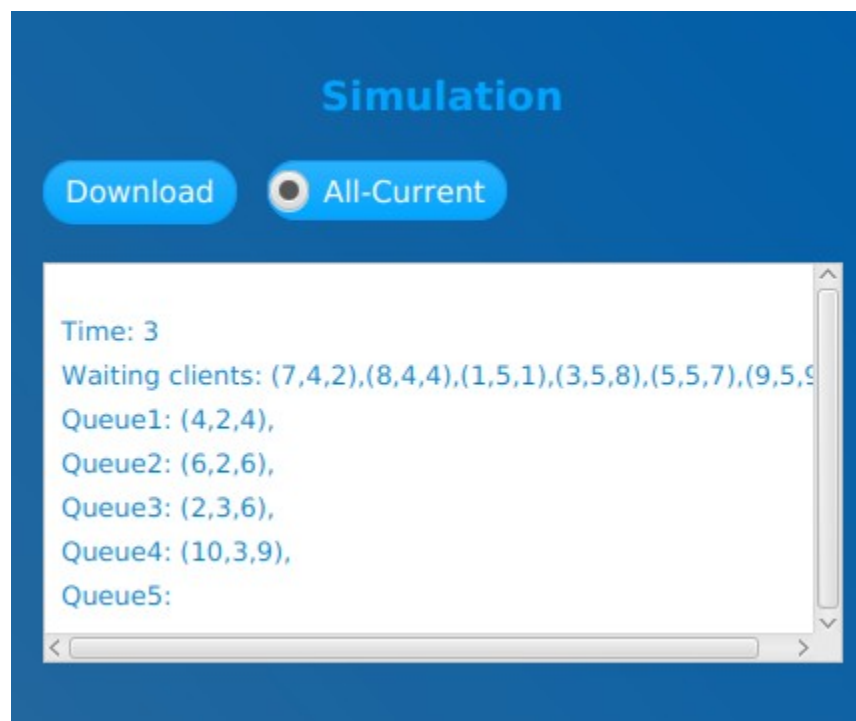 Simulation
Download All-Current
Time: 3
Waiting clients: (7,4,2),(8,4,4),(1,5,1),(3,5,8),(5,5,7),(9,5,9
Queue1: (4,2,4),
Queue2: (6,2,6),
Queue3: (2,3,6),
Queue4: (10,3,9),
Queue5: